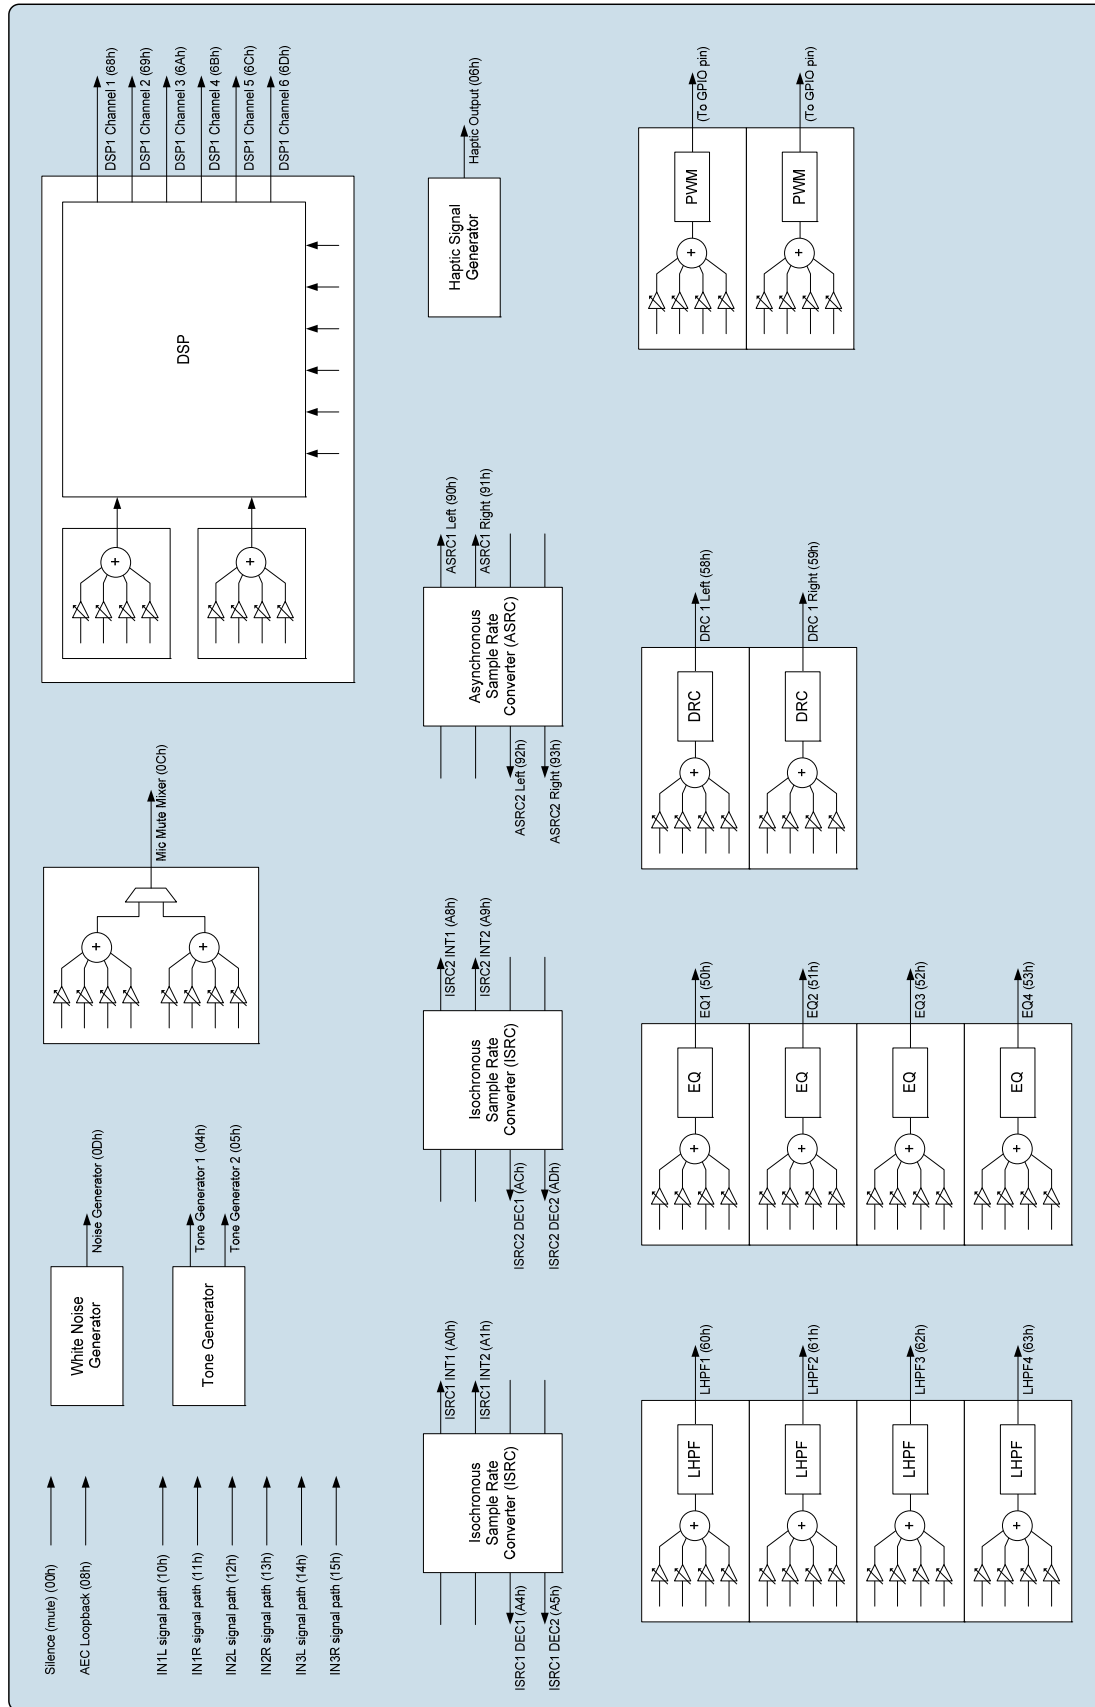 Silence (mute) (00h)
AEC Loopback (08h)
IN1L signal path (10h)
IN1R signal path (11h)
IN2L signal path (12h)
IN2R signal path (13h)
IN3L signal path (14h)
IN3R signal path (15h)
White Noise
Generator
Noise Generator (0Dh)
Tone Generator
Tone Generator 1 (04h)
Tone Generator 2 (05h)
+
+
Mic Mute Mixer (0Ch)
+
+
DSP
DSP1 Channel 1 (68h)
DSP1 Channel 2 (69h)
DSP1 Channel 3 (6Ah)
DSP1 Channel 4 (6Bh)
DSP1 Channel 5 (6Ch)
DSP1 Channel 6 (6Dh)
ISRC1 DEC1 (A4h)
ISRC1 DEC2 (A5h)
Isochronous
Sample Rate
Converter (ISRC)
ISRC1 INT1 (A0h)
ISRC1 INT2 (A1h)
ISRC2 DEC1 (ACh)
ISRC2 DEC2 (ADh)
Isochronous
Sample Rate
Converter (ISRC)
ISRC2 INT1 (A8h)
ISRC2 INT2 (A9h)
ASRC2 Left (92h)
ASRC2 Right (93h)
Asynchronous
Sample Rate
Converter (ASRC)
ASRC1 Left (90h)
ASRC1 Right (91h)
Haptic Signal
Generator
Haptic Output (06h)
+
LHPF
LHPF1 (60h)
+
LHPF
LHPF2 (61h)
+
LHPF
LHPF3 (62h)
+
LHPF
LHPF4 (63h)
+
EQ
EQ1 (50h)
+
EQ
EQ2 (51h)
+
EQ
EQ3 (52h)
+
EQ
EQ4 (53h)
+
DRC
DRC 1 Left (58h)
+
DRC
DRC 1 Right (59h)
+
PWM
(To GPIO pin)
+
PWM
(To GPIO pin)